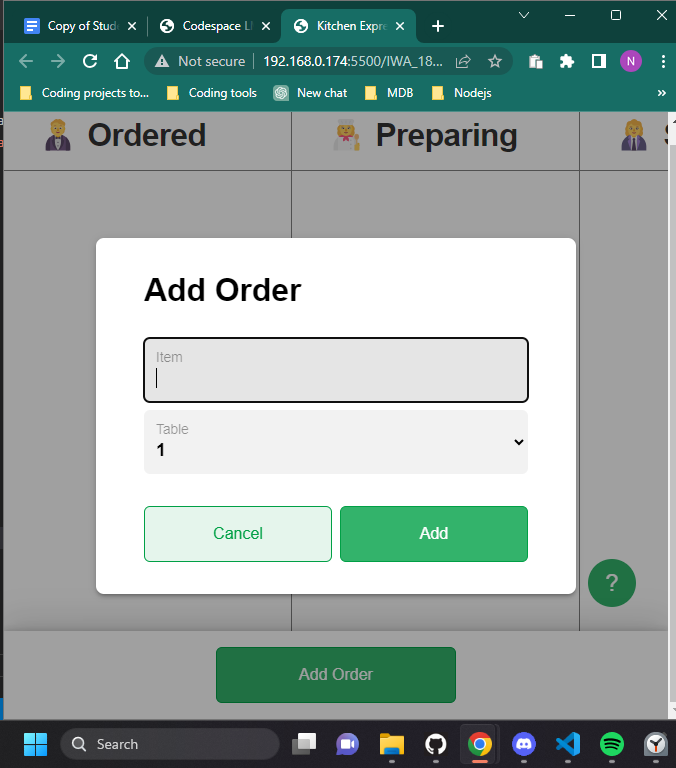 Copy of Stud
Codespace L
Kitchen Expre
Not secure
192.168.0.174:5500/IWA_18...
N
Coding projects to...
Coding tools
New chat
MDB
Nodejs
»
Ordered
Preparing
Add Order
Item
Table
1
Cancel
Add
?
Add Order
Search